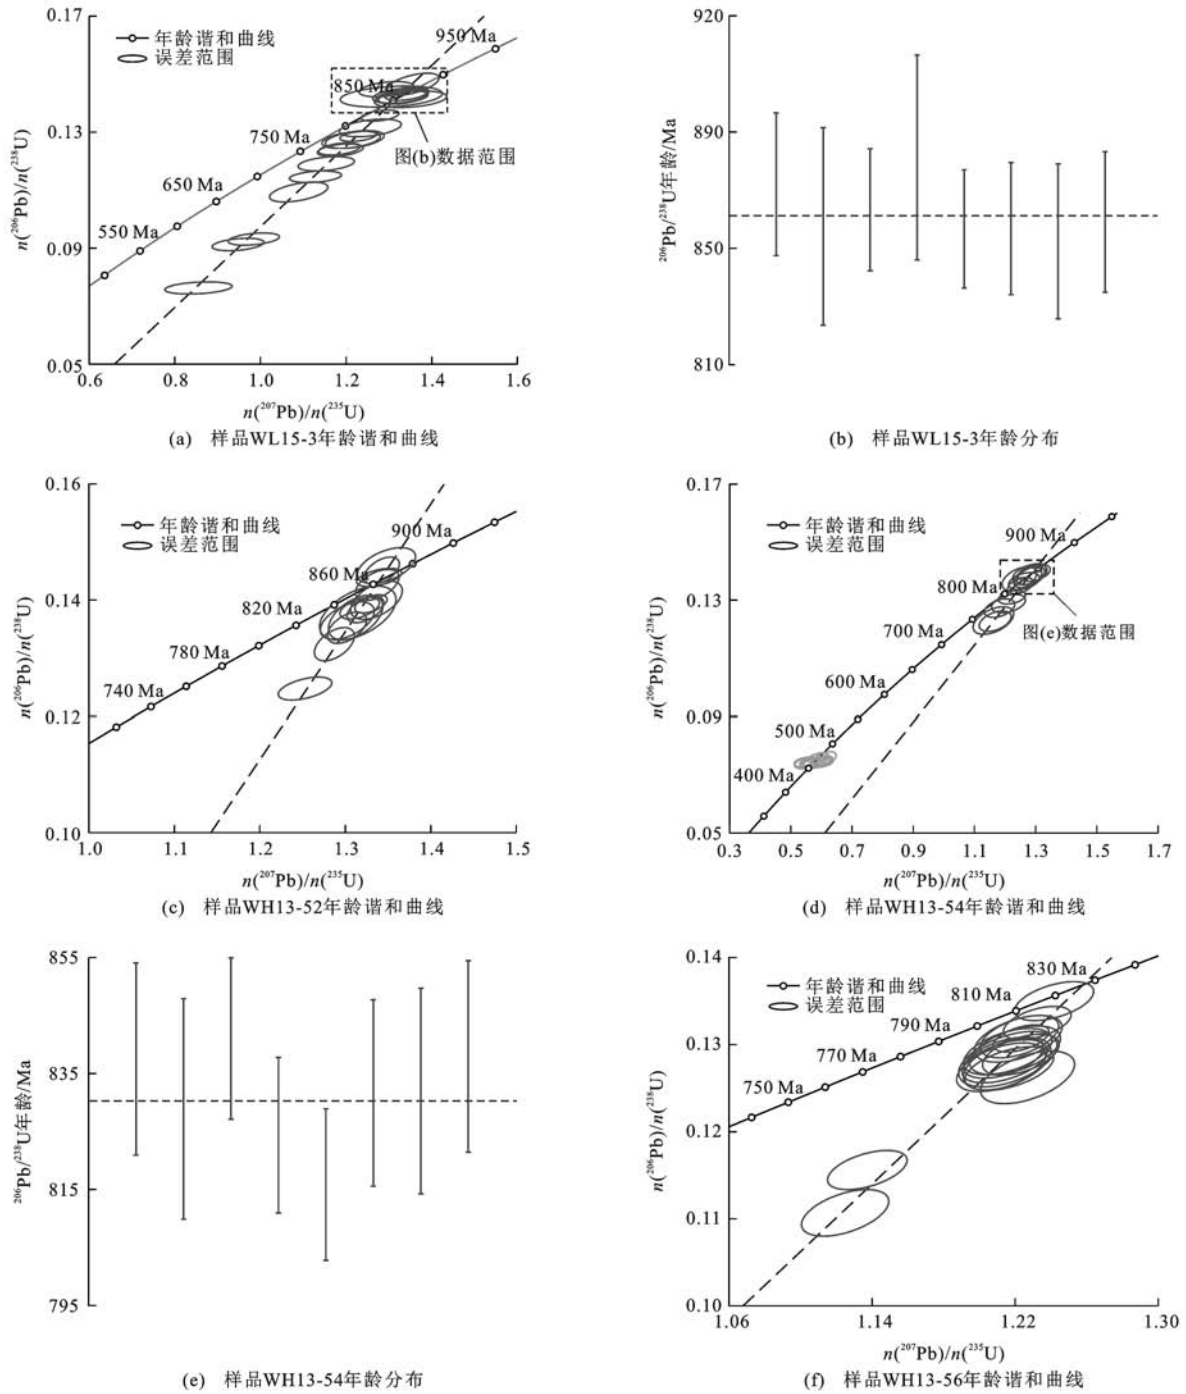 0.17
0.13
0.09
0.05
n(²⁰⁶Pb)/n(²³⁸U)
年龄谐和曲线
误差范围
950 Ma
850 Ma
750 Ma
650 Ma
550 Ma
图(b)数据范围
0.6 0.8 1.0 1.2 1.4 1.6
n(²⁰⁷Pb)/n(²³⁵U)
(a) 样品WL15-3年龄谐和曲线
920
890
850
810
²⁰⁶Pb/²³⁸U年龄/Ma
(b) 样品WL15-3年龄分布
0.16
0.14
0.12
0.10
n(²⁰⁶Pb)/n(²³⁸U)
年龄谐和曲线
误差范围
900 Ma
860 Ma
820 Ma
780 Ma
740 Ma
1.0 1.1 1.2 1.3 1.4 1.5
n(²⁰⁷Pb)/n(²³⁵U)
(c) 样品WH13-52年龄谐和曲线
0.17
0.13
0.09
0.05
n(²⁰⁶Pb)/n(²³⁸U)
年龄谐和曲线
误差范围
900 Ma
800 Ma
700 Ma
600 Ma
500 Ma
400 Ma
图(e)数据范围
0.3 0.5 0.7 0.9 1.1 1.3 1.5 1.7
n(²⁰⁷Pb)/n(²³⁵U)
(d) 样品WH13-54年龄谐和曲线
855
835
815
795
²⁰⁶Pb/²³⁸U年龄/Ma
(e) 样品WH13-54年龄分布
0.14
0.13
0.12
0.11
0.10
n(²⁰⁶Pb)/n(²³⁸U)
年龄谐和曲线
误差范围
830 Ma
810 Ma
790 Ma
770 Ma
750 Ma
1.06 1.14 1.22 1.30
n(²⁰⁷Pb)/n(²³⁵U)
(f) 样品WH13-56年龄谐和曲线